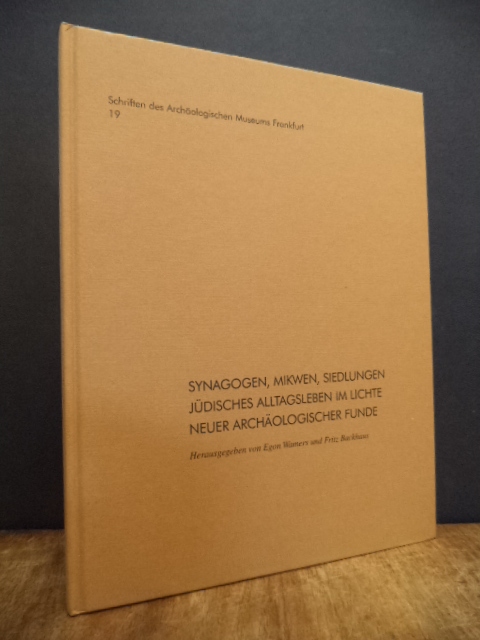 Schriften des Archäologischen Museums Frankfurt
19
SYNAGOGEN, MIKWEN, SIEDLUNGEN
JÜDISCHES ALLTAGSLEBEN IM LICHTE
NEUER ARCHÄOLOGISCHER FUNDE
Herausgegeben von Egon Wamers und Fritz Backhaus